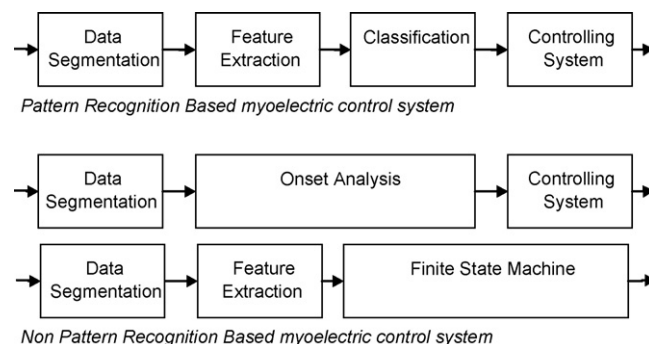 Data
Segmentation
Feature
Extraction
Classification
Controlling
System
Pattern Recognition Based myoelectric control system
Data
Segmentation
Onset Analysis
Controlling
System
Data
Segmentation
Feature
Extraction
Finite State Machine
Non Pattern Recognition Based myoelectric control system